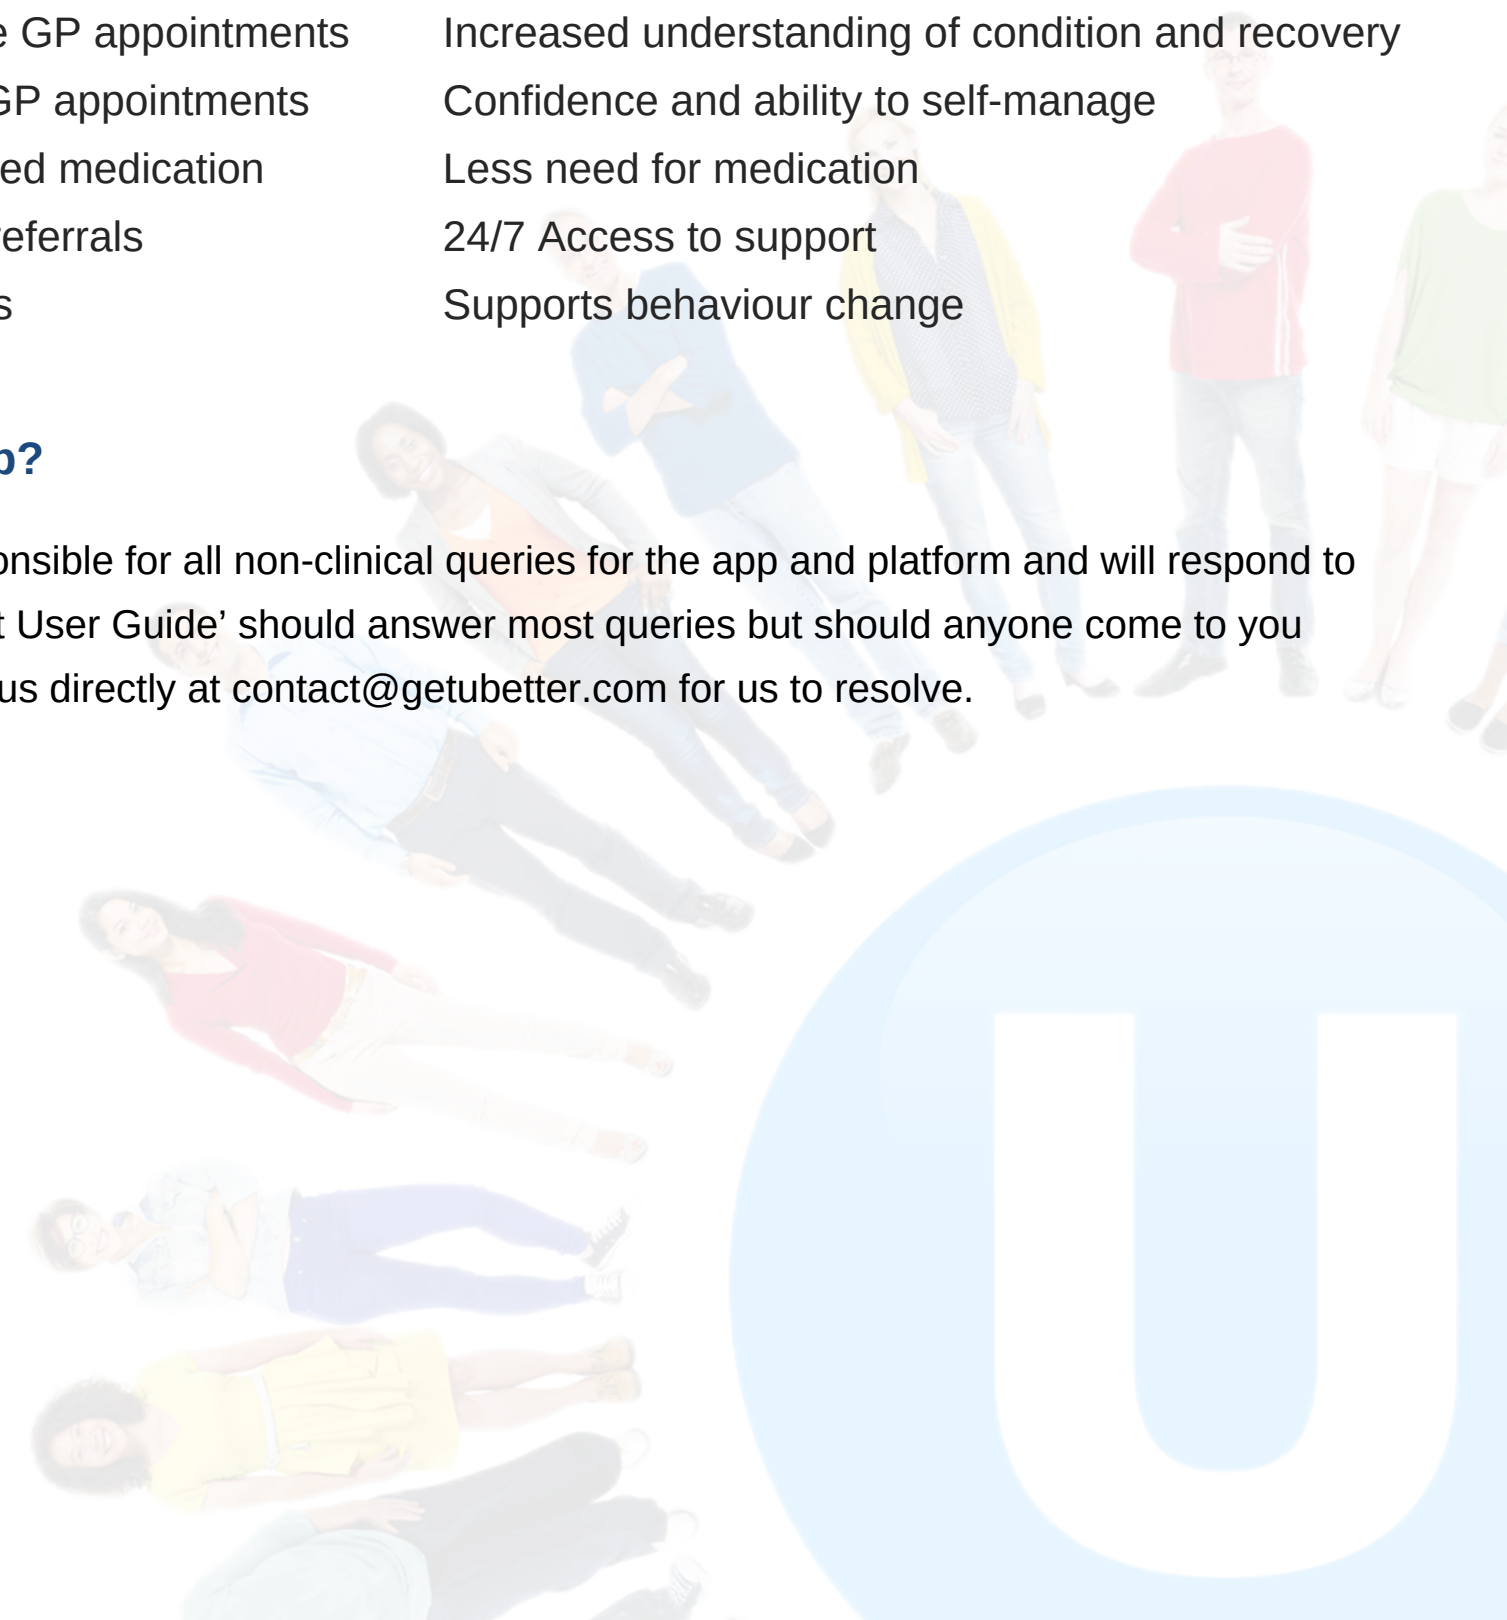 GP appointments Increased understanding of condition and recovery
GP appointments Confidence and ability to self-manage
ed medication Less need for medication
eferrals 24/7 Access to support
s Supports behaviour change
p?
onsible for all non-clinical queries for the app and platform and will respond to
t User Guide’ should answer most queries but should anyone come to you
us directly at contact@getubetter.com for us to resolve.
U